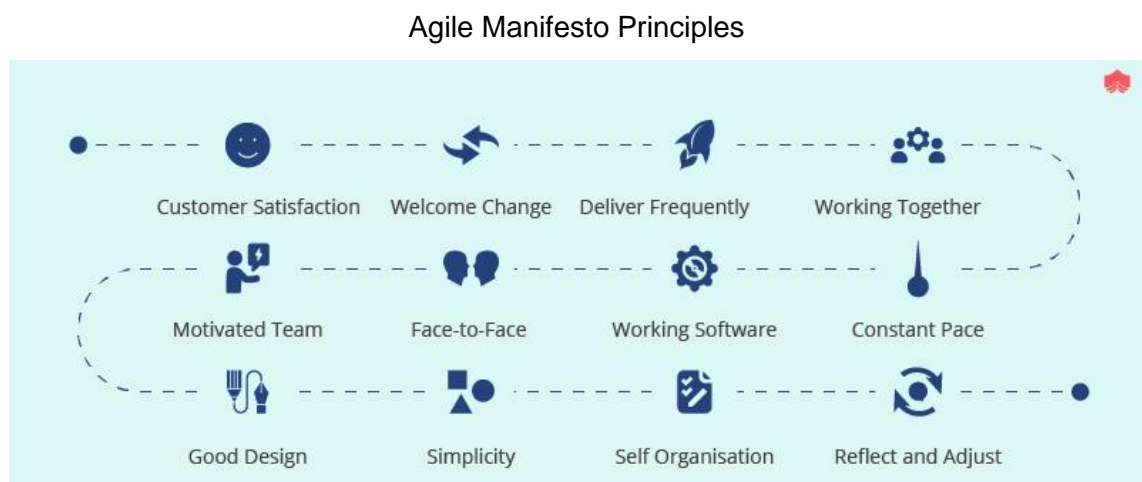 Agile Manifesto Principles
Customer Satisfaction Welcome Change Deliver Frequently Working Together
Motivated Team Face-to-Face Working Software Constant Pace
Good Design Simplicity Self Organisation Reflect and Adjust